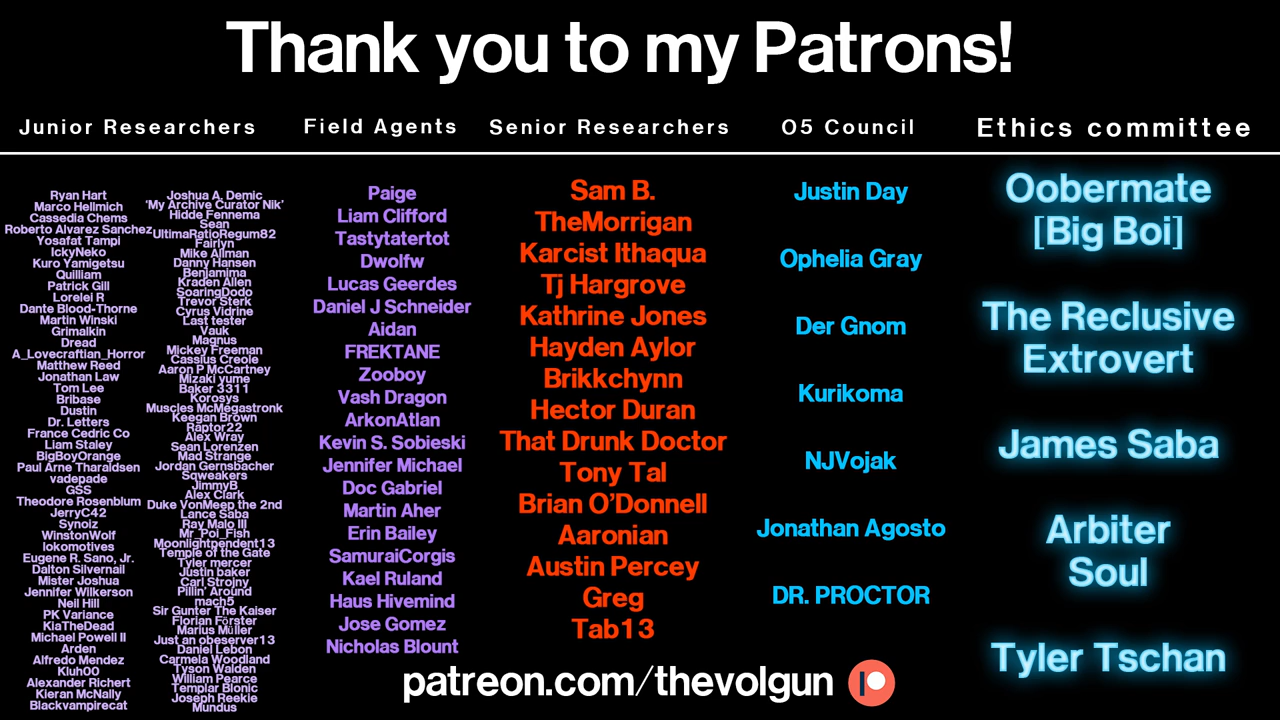 Thank you to my Patrons!
Junior Researchers
Field Agents
Senior Researchers
O5 Council
Ethics committee
Ryan Hart
Marco Hellmich
Cassedia Chems
Roberto Alvarez Sanchez
Yosafat Tampi
IckyNeko
Kuro Yamigetsu
Quilliam
Patrick Gill
Lorelei R
Dante Blood-Thorne
Martin Winski
Grimalkin
Dread
A_Lovecraftian_Horror
Matthew Reed
Jonathan Law
Tom Lee
Bribase
Dustin
Dr. Letters
France Cedric Co
Liam Staley
BigBoyOrange
Paul Arne Tharaldsen
vadepade
GSS
Theodore Rosenblum
JerryC42
Synoiz
WinstonWolf
lokomotives
Eugene R. Sano, Jr.
Dalton Silvernail
Mister Joshua
Jennifer Wilkerson
Neil Hill
PK Variance
KiaTheDead
Michael Powell II
Arden
Alfredo Mendez
Kluh00
Alexander Richert
Kieran McNally
Blackvampirecat
Joshua A. Demic
'My Archive Curator Nik'
Hidde Fennema
Sean
UltimaRatioRegum82
Fairlyn
Mike Allman
Danny Hansen
Benjamima
Kraden Allen
SoaringDodo
Trevor Sterk
Cyrus Vidrine
Last tester
Vauk
Magnus
Mickey Freeman
Cassius Creole
Aaron P McCartney
Mizaki yume
Baker 3311
Korosys
Muscles McMegastronk
Keegan Brown
Raptor22
Alex Wray
Sean Lorenzen
Mad Strange
Jordan Gernsbacher
Sqweakers
JimmyB
Alex Clark
Duke VonMeep the 2nd
Lance Saba
Ray Malo III
Mr_Poi_Fish
Moonlightpendent13
Temple of the Gate
Tyler mercer
Justin baker
Carl Strojny
Pillin' Around
mach5
Sir Gunter The Kaiser
Florian Förster
Marius Müller
Just an obeserver13
Daniel Lebon
Carmela Woodland
Tyson Walden
William Pearce
Templar Bionic
Joseph Reekie
Mundus
Paige
Liam Clifford
Tastytatertot
Dwolfw
Lucas Geerdes
Daniel J Schneider
Aidan
FREKTANE
Zooboy
Vash Dragon
ArkonAtlan
Kevin S. Sobieski
Jennifer Michael
Doc Gabriel
Martin Aher
Erin Bailey
SamuraiCorgis
Kael Ruland
Haus Hivemind
Jose Gomez
Nicholas Blount
Sam B.
TheMorrigan
Karcist Ithaqua
Tj Hargrove
Kathrine Jones
Hayden Aylor
Brikkchynn
Hector Duran
That Drunk Doctor
Tony Tal
Brian O'Donnell
Aaronian
Austin Percey
Greg
Tab13
Justin Day
Ophelia Gray
Der Gnom
Kurikoma
NJVojak
Jonathan Agosto
DR. PROCTOR
Oobermate
[Big Boi]
The Reclusive
Extrovert
James Saba
Arbiter
Soul
Tyler Tschan
patreon.com/thevolgun